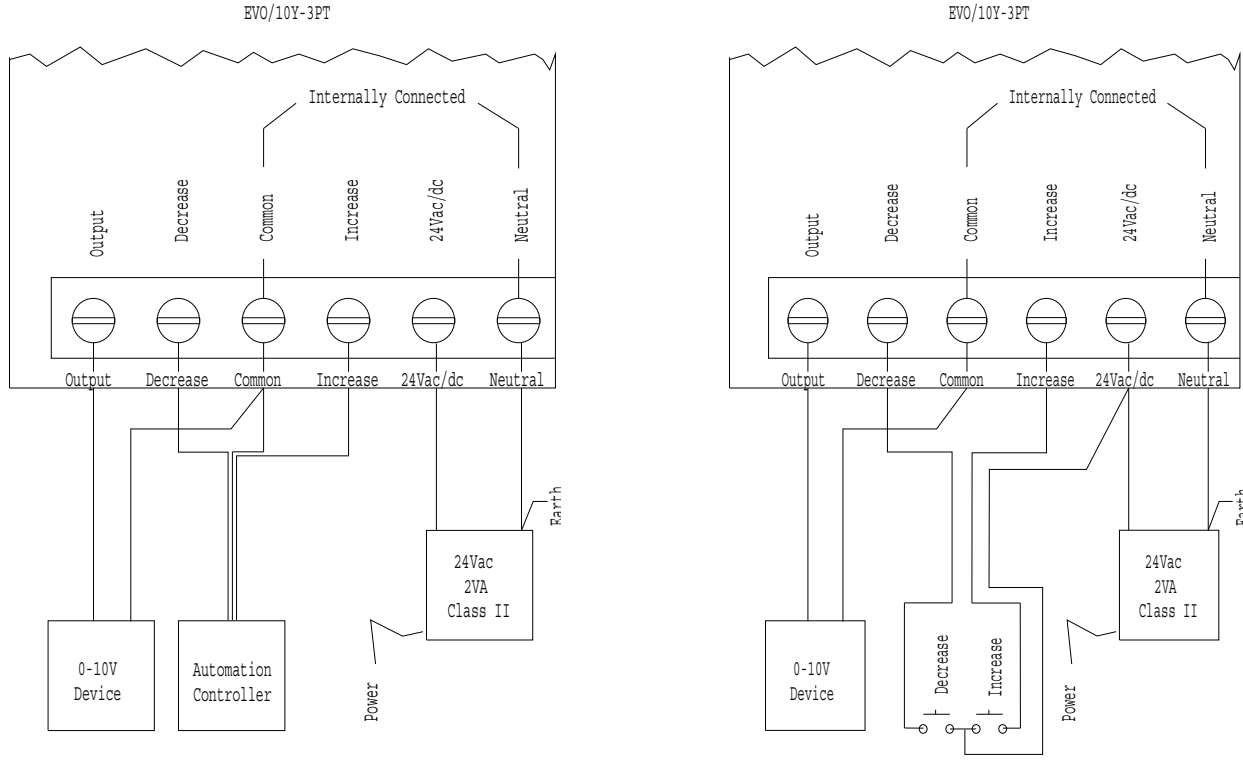 EVO/10Y-3PT
Internally Connected
Output
Decrease
Common
Increase
24Vac/dc
Neutral
Output
Decrease
Common
Increase
24Vac/dc
Neutral
Earth
24Vac
2VA
Class II
0-10V
Device
Automation
Controller
Power
EVO/10Y-3PT
Internally Connected
Output
Decrease
Common
Increase
24Vac/dc
Neutral
Output
Decrease
Common
Increase
24Vac/dc
Neutral
Earth
24Vac
2VA
Class II
0-10V
Device
Decrease
Increase
Power